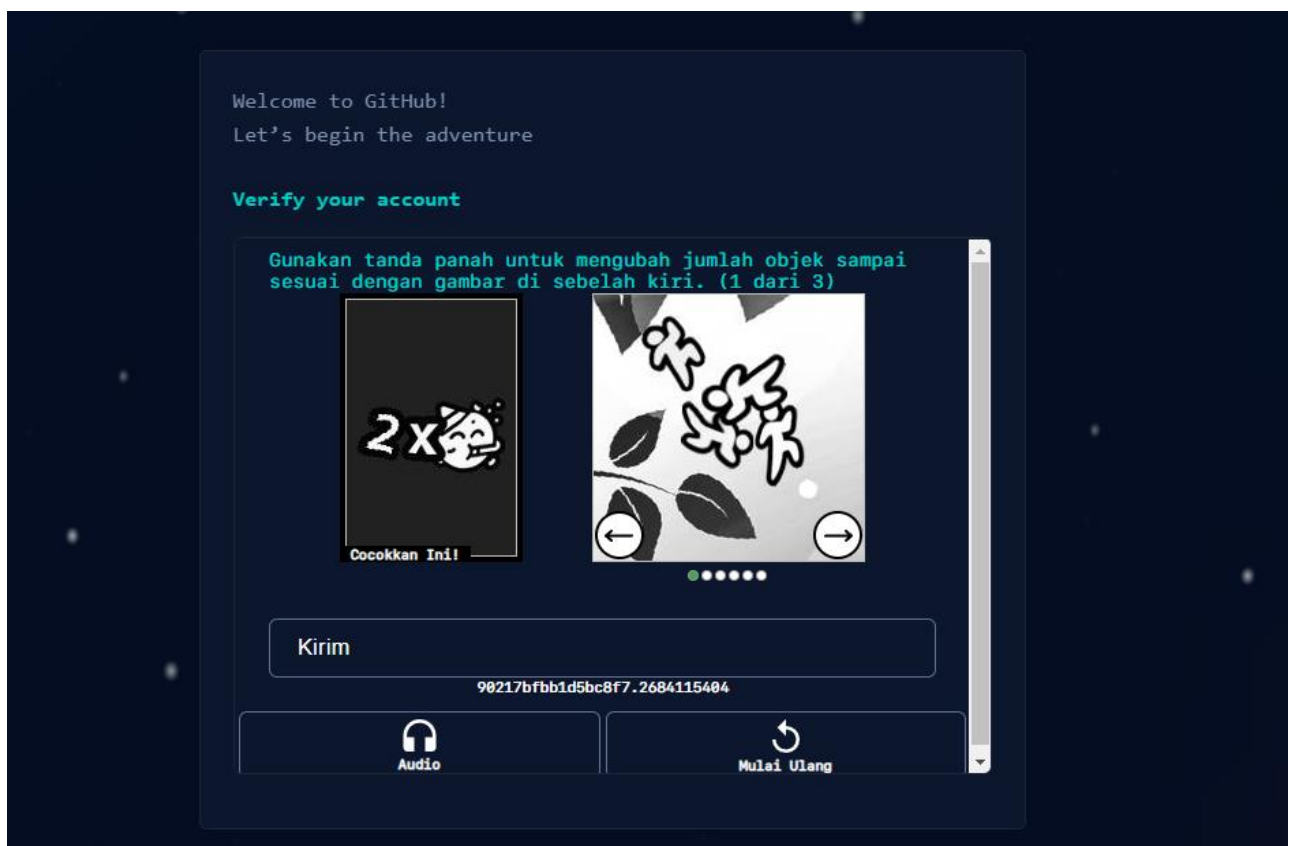 Welcome to GitHub!
Let’s begin the adventure
Verify your account
Gunakan tanda panah untuk mengubah jumlah objek sampai
sesuai dengan gambar di sebelah kiri. (1 dari 3)
2x
Cocokkan Ini!
Kirim
90217bfbb1d5bc8f7.2684115404
Audio
Mulai Ulang